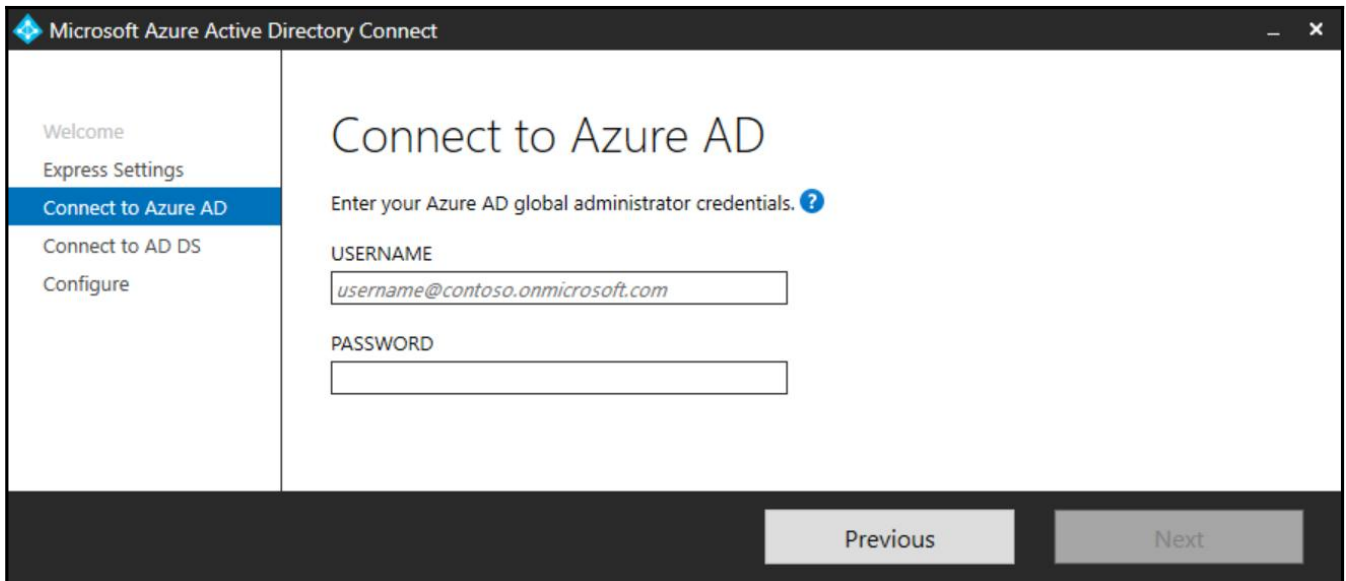 Microsoft Azure Active Directory Connect
Welcome
Express Settings
Connect to Azure AD
Connect to AD DS
Configure
Connect to Azure AD
Enter your Azure AD global administrator credentials. ?
USERNAME
username@contoso.onmicrosoft.com
PASSWORD
Previous
Next